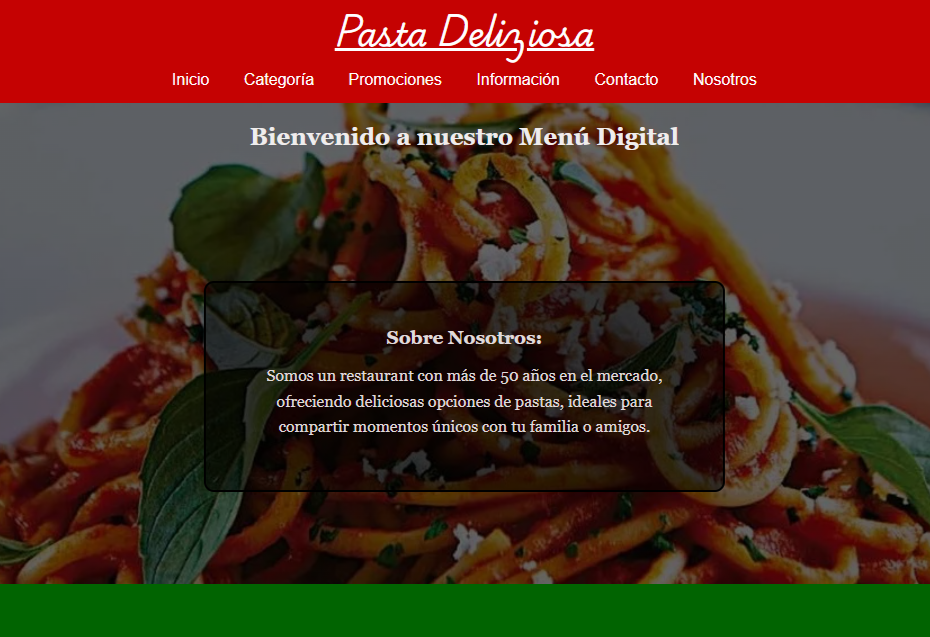 Pasta Deliziosa
Inicio Categoría Promociones Información Contacto Nosotros
Bienvenido a nuestro Menú Digital
Sobre Nosotros:
Somos un restaurant con más de 50 años en el mercado,
ofreciendo deliciosas opciones de pastas, ideales para
compartir momentos únicos con tu familia o amigos.